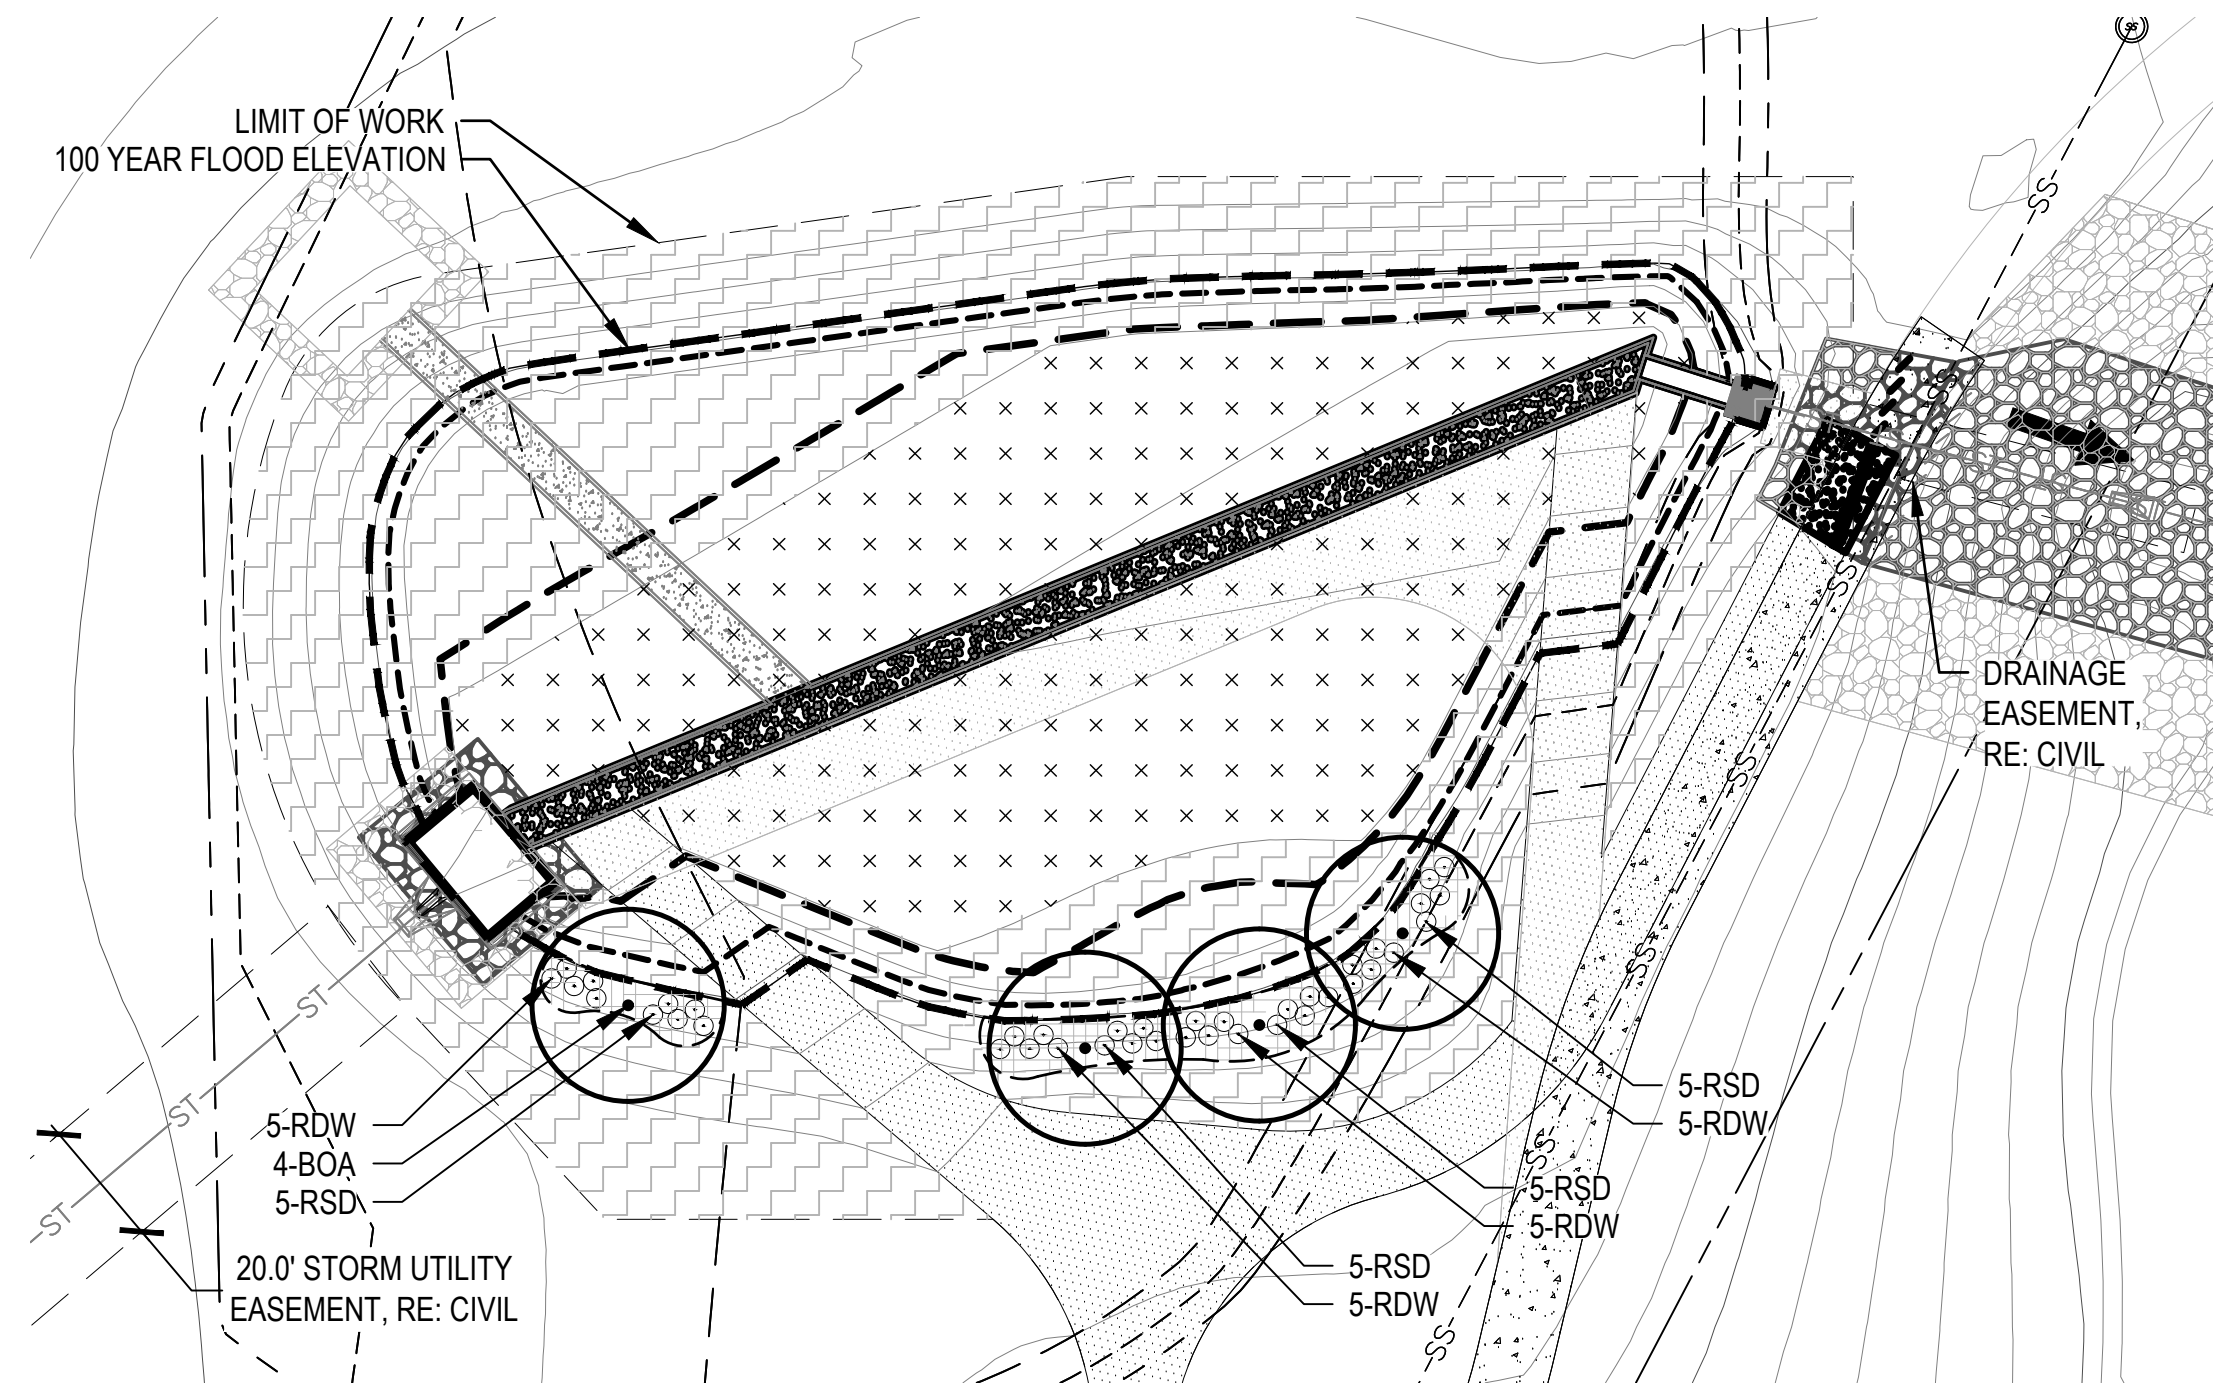 SS
LIMIT OF WORK
100 YEAR FLOOD ELEVATION
SS
SS
SS
DRAINAGE
EASEMENT,
RE: CIVIL
SS
SS
ST
ST
ST
5-RDW
4-BOA
5-RSD
20.0' STORM UTILITY
EASEMENT, RE: CIVIL
5-RSD
5-RDW
SS
5-RSD
5-RDW
5-RSD
5-RDW
SS